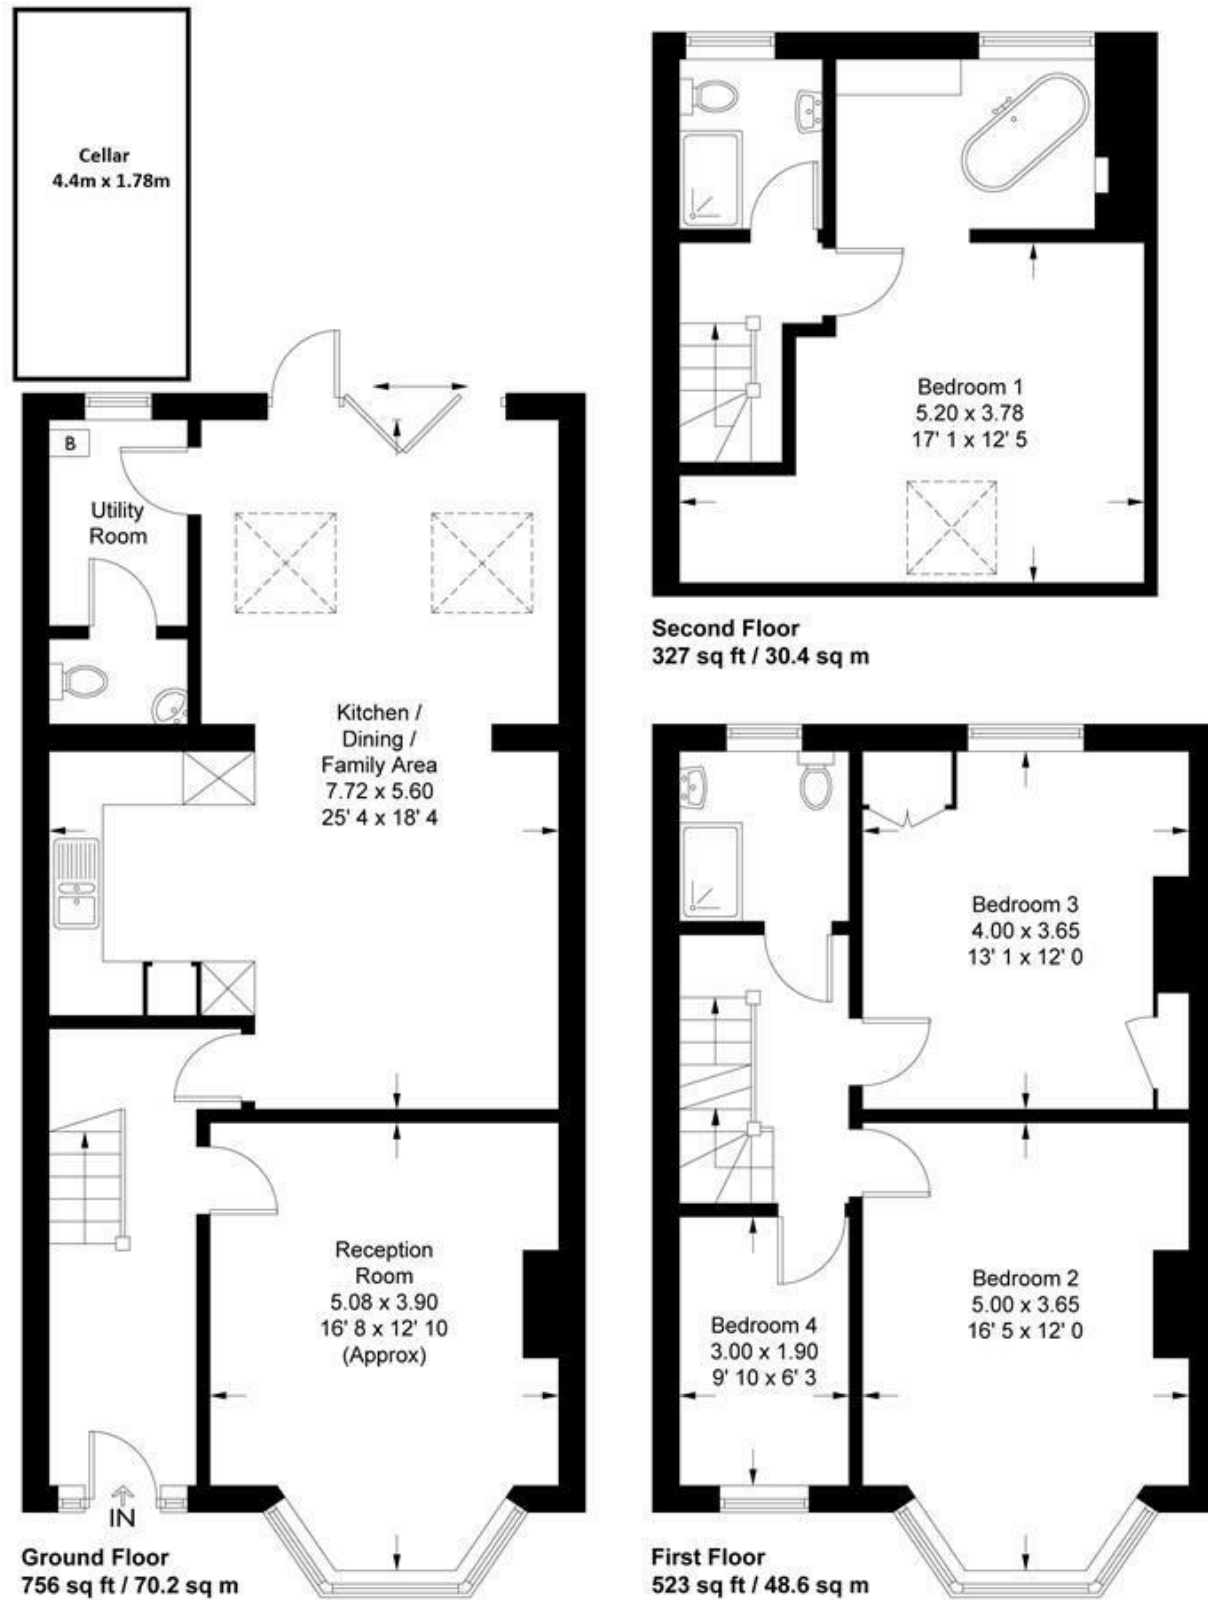 Cellar
4.4m x 1.78m
B
Utility
Room
Kitchen /
Dining /
Family Area
7.72 x 5.60
25' 4 x 18' 4
Reception
Room
5.08 x 3.90
16' 8 x 12' 10
(Approx)
IN
Ground Floor
756 sq ft / 70.2 sq m
Bedroom 1
5.20 x 3.78
17' 1 x 12' 5
Second Floor
327 sq ft / 30.4 sq m
Bedroom 3
4.00 x 3.65
13' 1 x 12' 0
Bedroom 2
5.00 x 3.65
16' 5 x 12' 0
Bedroom 4
3.00 x 1.90
9' 10 x 6' 3
First Floor
523 sq ft / 48.6 sq m